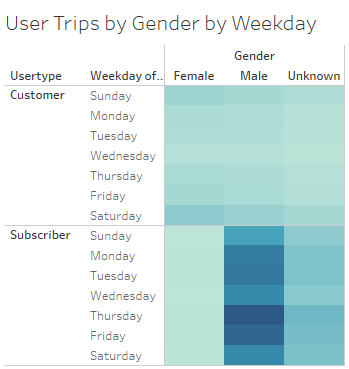 User Trips by Gender by Weekday
Gender
Usertype Weekday of.. Female Male Unknown
Customer Sunday
Monday
Tuesday
Wednesday
Thursday
Friday
Saturday
Subscriber Sunday
Monday
Tuesday
Wednesday
Thursday
Friday
Saturday